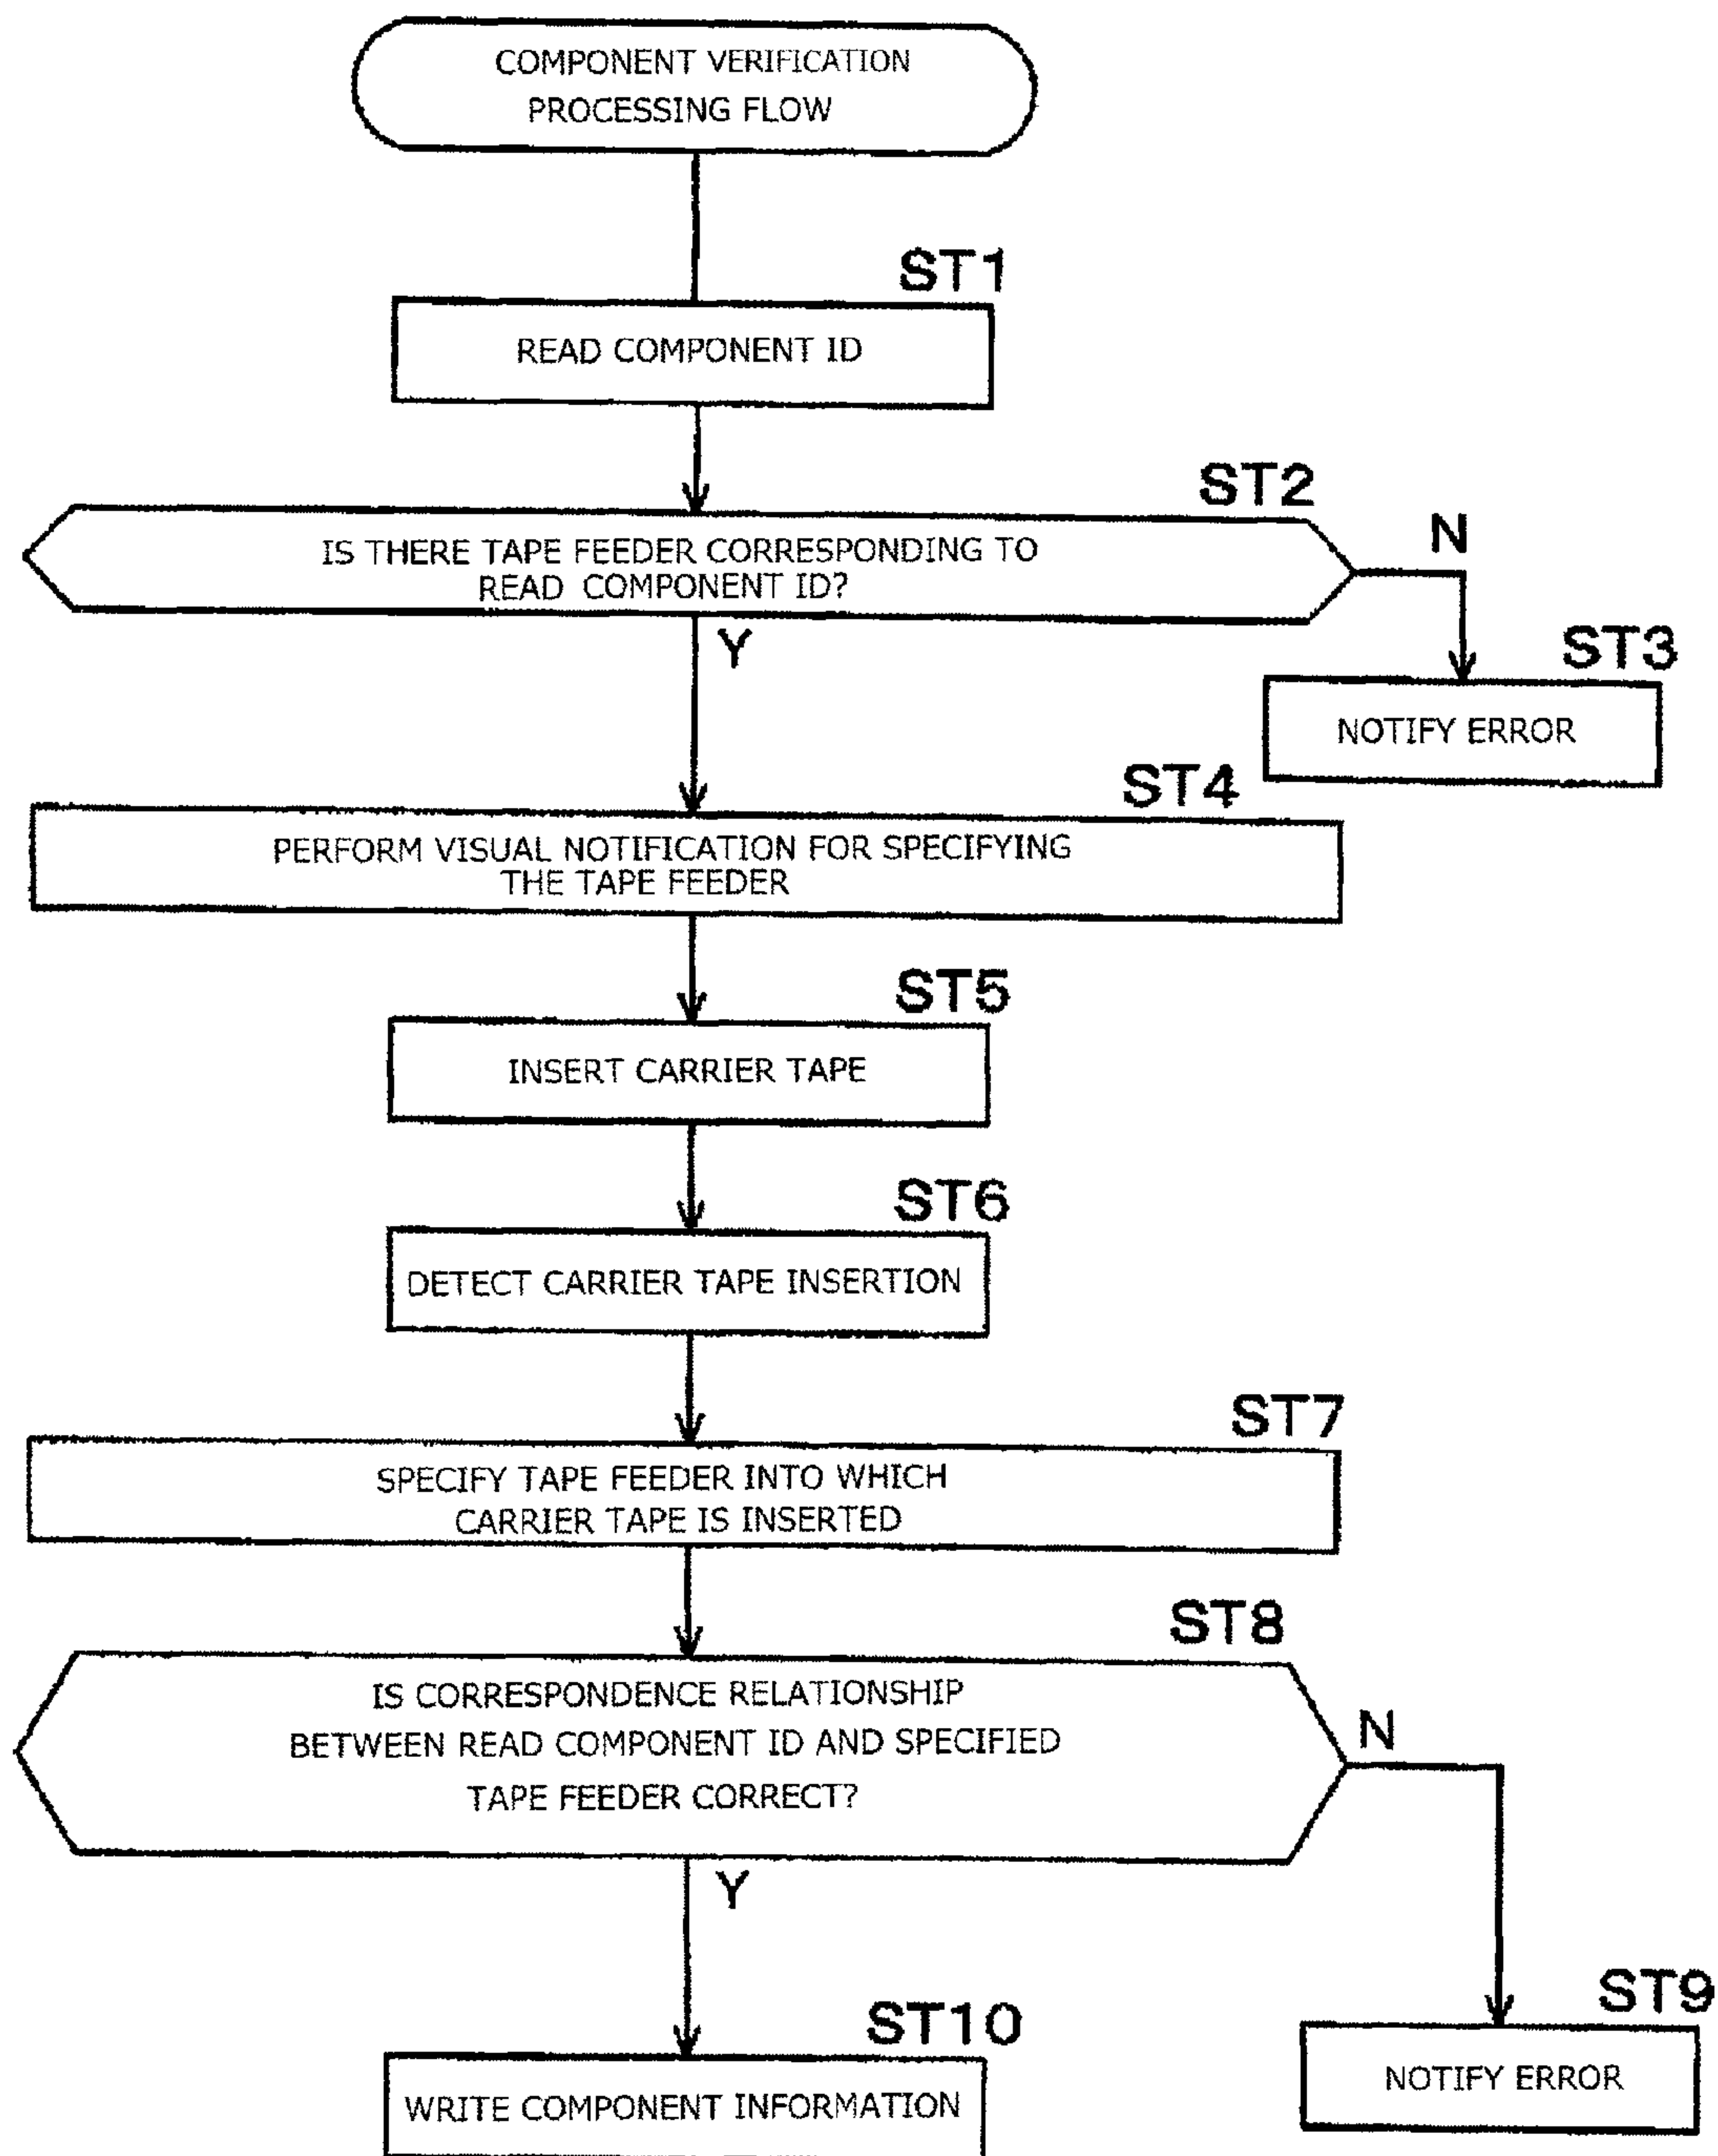 COMPONENT VERIFICATION
PROCESSING FLOW
ST1
READ COMPONENT ID
ST2
IS THERE TAPE FEEDER CORRESPONDING TO
READ COMPONENT ID?
N
Y
ST3
NOTIFY ERROR
ST4
PERFORM VISUAL NOTIFICATION FOR SPECIFYING
THE TAPE FEEDER
ST5
INSERT CARRIER TAPE
ST6
DETECT CARRIER TAPE INSERTION
ST7
SPECIFY TAPE FEEDER INTO WHICH
CARRIER TAPE IS INSERTED
ST8
IS CORRESPONDENCE RELATIONSHIP
BETWEEN READ COMPONENT ID AND SPECIFIED
TAPE FEEDER CORRECT?
N
Y
ST9
NOTIFY ERROR
ST10
WRITE COMPONENT INFORMATION